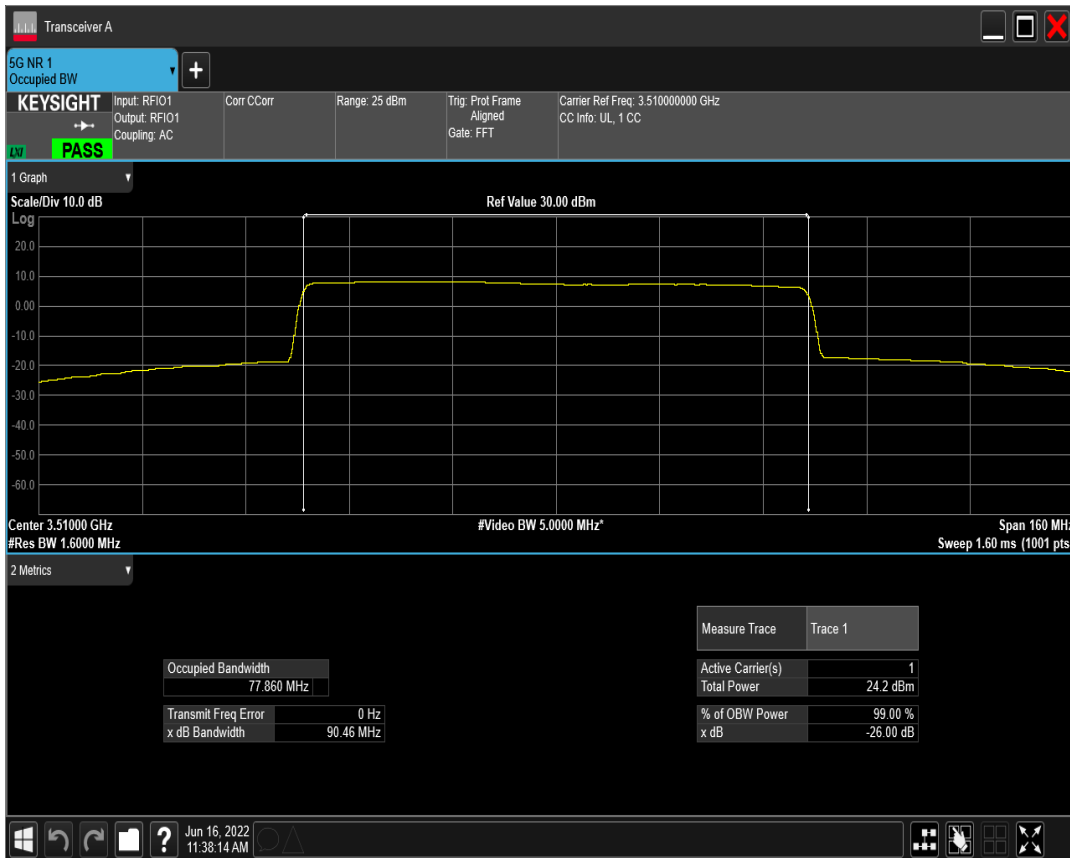 Transceiver A
5G NR 1
Occupied BW
KEYSIGHT
LXI
PASS
Input: RFIO1
Output: RFIO1
Coupling: AC
Corr CCorr
Range: 25 dBm
Trig: Prot Frame
Aligned
Gate: FFT
Carrier Ref Freq: 3.510000000 GHz
CC Info: UL, 1 CC
1 Graph
Scale/Div 10.0 dB
Ref Value 30.00 dBm
Log
20.0
10.0
0.00
-10.0
-20.0
-30.0
-40.0
-50.0
-60.0
Center 3.51000 GHz
#Video BW 5.0000 MHz*
Span 160 MHz
#Res BW 1.6000 MHz
Sweep 1.60 ms (1001 pts
2 Metrics
Measure Trace Trace 1
Occupied Bandwidth
77.860 MHz
Active Carrier(s) 1
Total Power 24.2 dBm
Transmit Freq Error 0 Hz
x dB Bandwidth 90.46 MHz
% of OBW Power 99.00 %
x dB -26.00 dB
?
Jun 16, 2022
11:38:14 AM